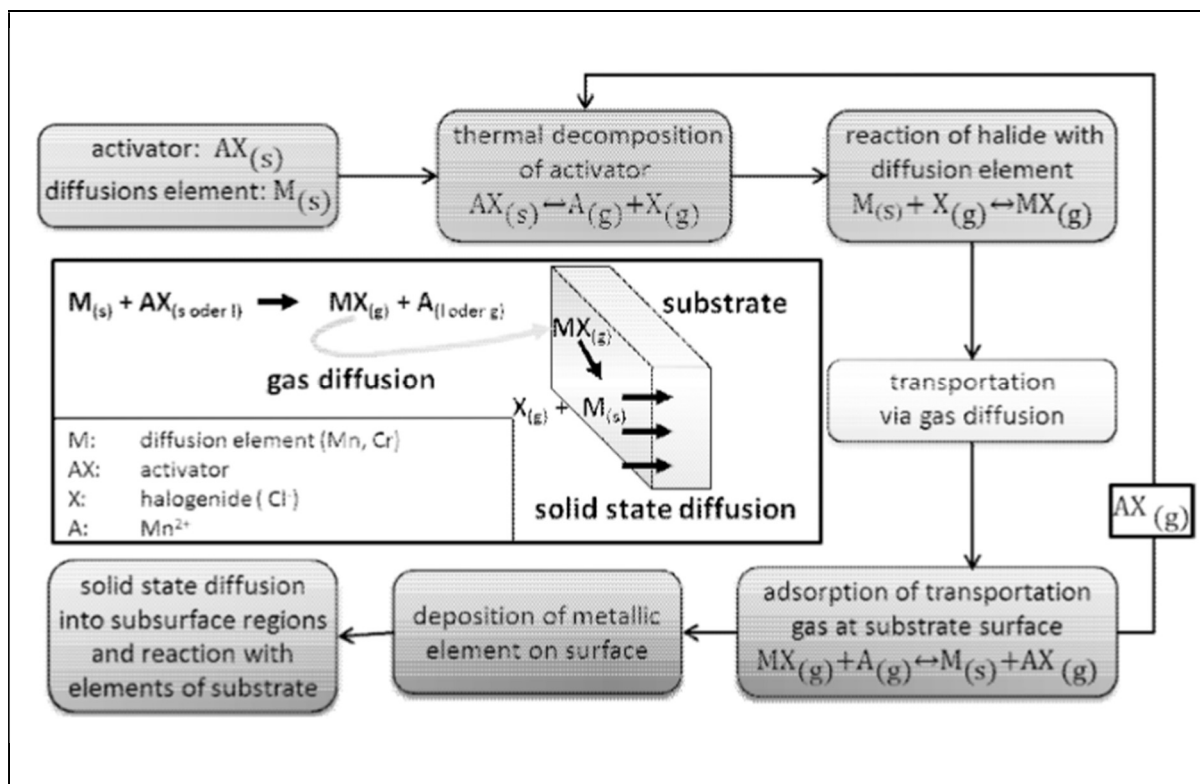 activator: AX(s)
diffusions element: M(s)
thermal decomposition
of activator
AX(s)↔A(g)+X(g)
reaction of halide with
diffusion element
M(s)+ X(g)↔MX(g)
transportation
via gas diffusion
AX (g)
adsorption of transportation
gas at substrate surface
MX(g)+A(g)↔M(s)+AX(g)
deposition of metallic
element on surface
solid state diffusion
into subsurface regions
and reaction with
elements of substrate
M(s) + AX(s oder l) → MX(g) + A(l oder g)
gas diffusion
substrate
MX(g)
X(g) + M(s)
solid state diffusion
M: diffusion element (Mn, Cr)
AX: activator
X: halogenide ( Cl-)
A: Mn2+